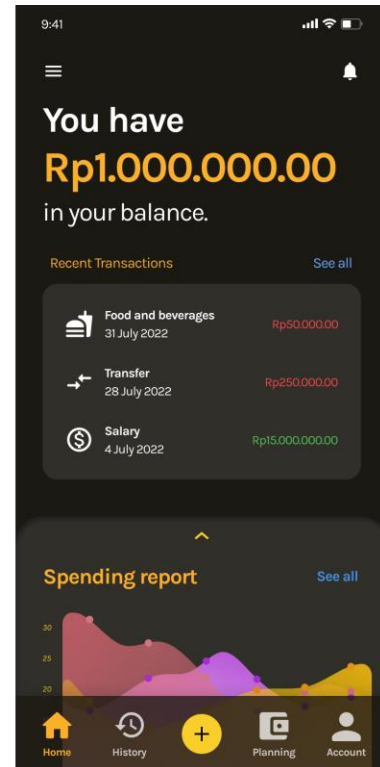 9:41
You have
Rp1.000.000.00
in your balance.
Recent Transactions See all
Food and beverages
31 July 2022 Rp50.000.00
Transfer
28 July 2022 Rp250.000.00
Salary
4 July 2022 Rp15.000.000.00
Spending report See all
30
25
20
Home History + Planning Account